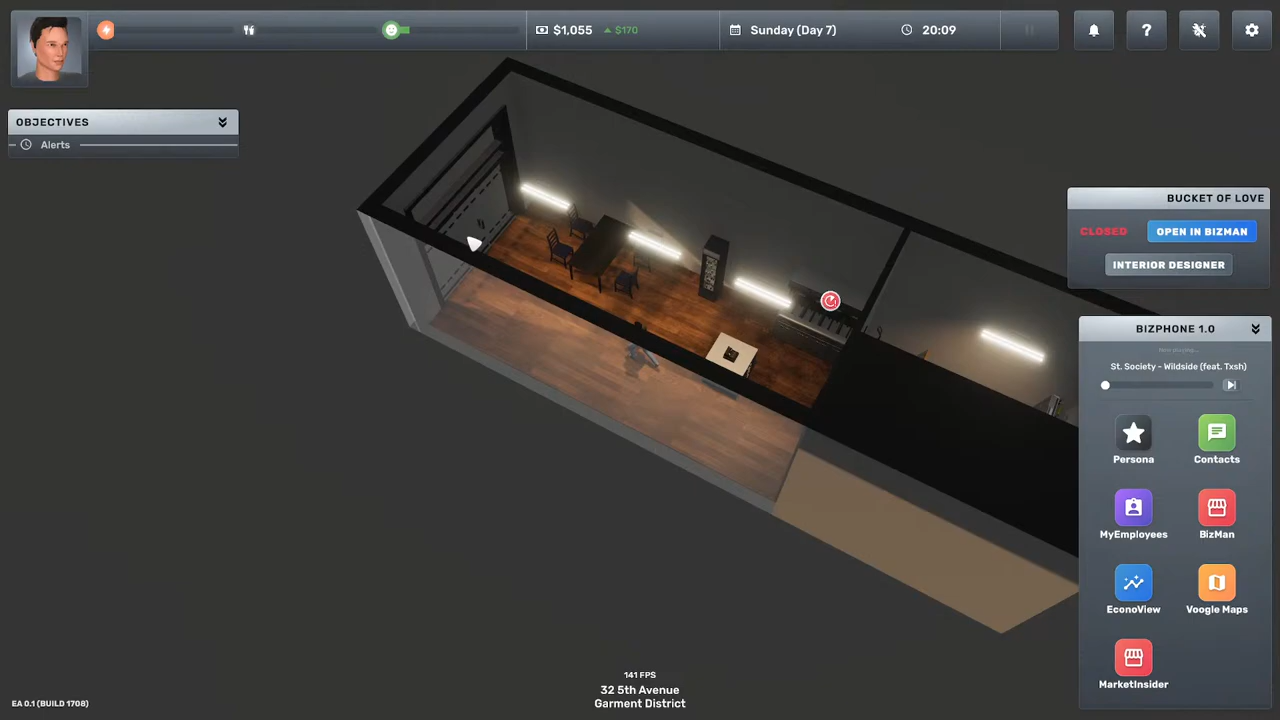 $1,055
$170
Sunday (Day 7)
20:09
?
OBJECTIVES
Alerts
BUCKET OF LOVE
CLOSED
OPEN IN BIZMAN
INTERIOR DESIGNER
BIZPHONE 1.0
St. Society - Wildside (feat. Txsh)
Persona
Contacts
MyEmployees
BizMan
EconoView
Voogle Maps
MarketInsider
141 FPS
32 5th Avenue
Garment District
EA 0.1 (BUILD 1708)